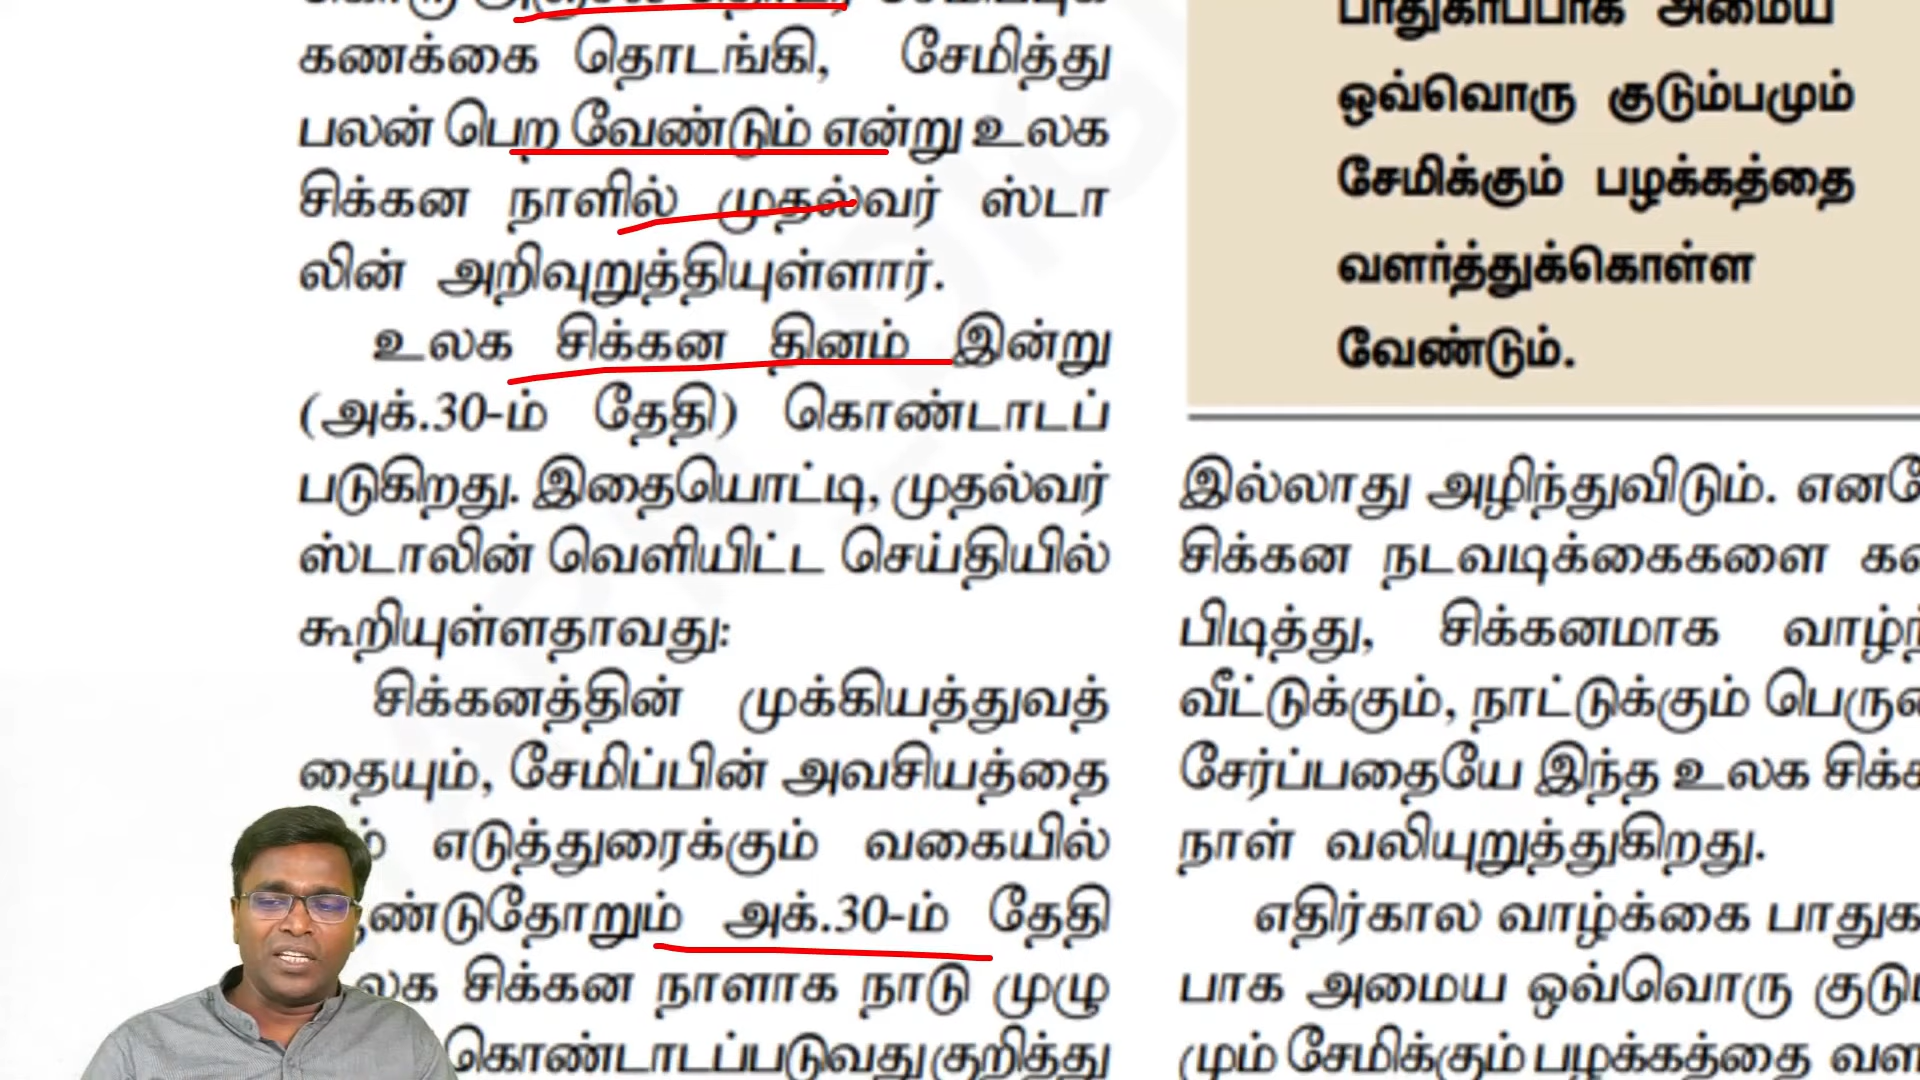 கணக்கை தொடங்கி, சேமித்து
பலன் பெற வேண்டும் என்று உலக
சிக்கன நாளில் முதல்வர் ஸ்டா
லின் அறிவுறுத்தியுள்ளார்.
உலக சிக்கன தினம் இன்று
(அக்.30-ம் தேதி) கொண்டாடப்
படுகிறது. இதையொட்டி, முதல்வர்
ஸ்டாலின் வெளியிட்ட செய்தியில்
கூறியுள்ளதாவது:
சிக்கனத்தின் முக்கியத்துவத்
தையும், சேமிப்பின் அவசியத்தை
எடுத்துரைக்கும் வகையில்
ண்டுதோறும் அக்.30-ம் தேதி
லக சிக்கன நாளாக நாடு முழு
கொண்டாடப்படுவது குறித்து
பாதுகாப்பாக அமைய
ஒவ்வொரு குடும்பமும்
சேமிக்கும் பழக்கத்தை
வளர்த்துக்கொள்ள
வேண்டும்.
இல்லாது அழிந்துவிடும். எனவே
சிக்கன நடவடிக்கைகளை
பிடித்து, சிக்கனமாக வாழ்ந்
வீட்டுக்கும், நாட்டுக்கும்
சேர்ப்பதையே இந்த உலக சிக்க
நாள் வலியுறுத்துகிறது.
எதிர்கால வாழ்க்கை பாதுகா
பாக அமைய ஒவ்வொரு குடும்
மும் சேமிக்கும் பழக்கத்தை வள